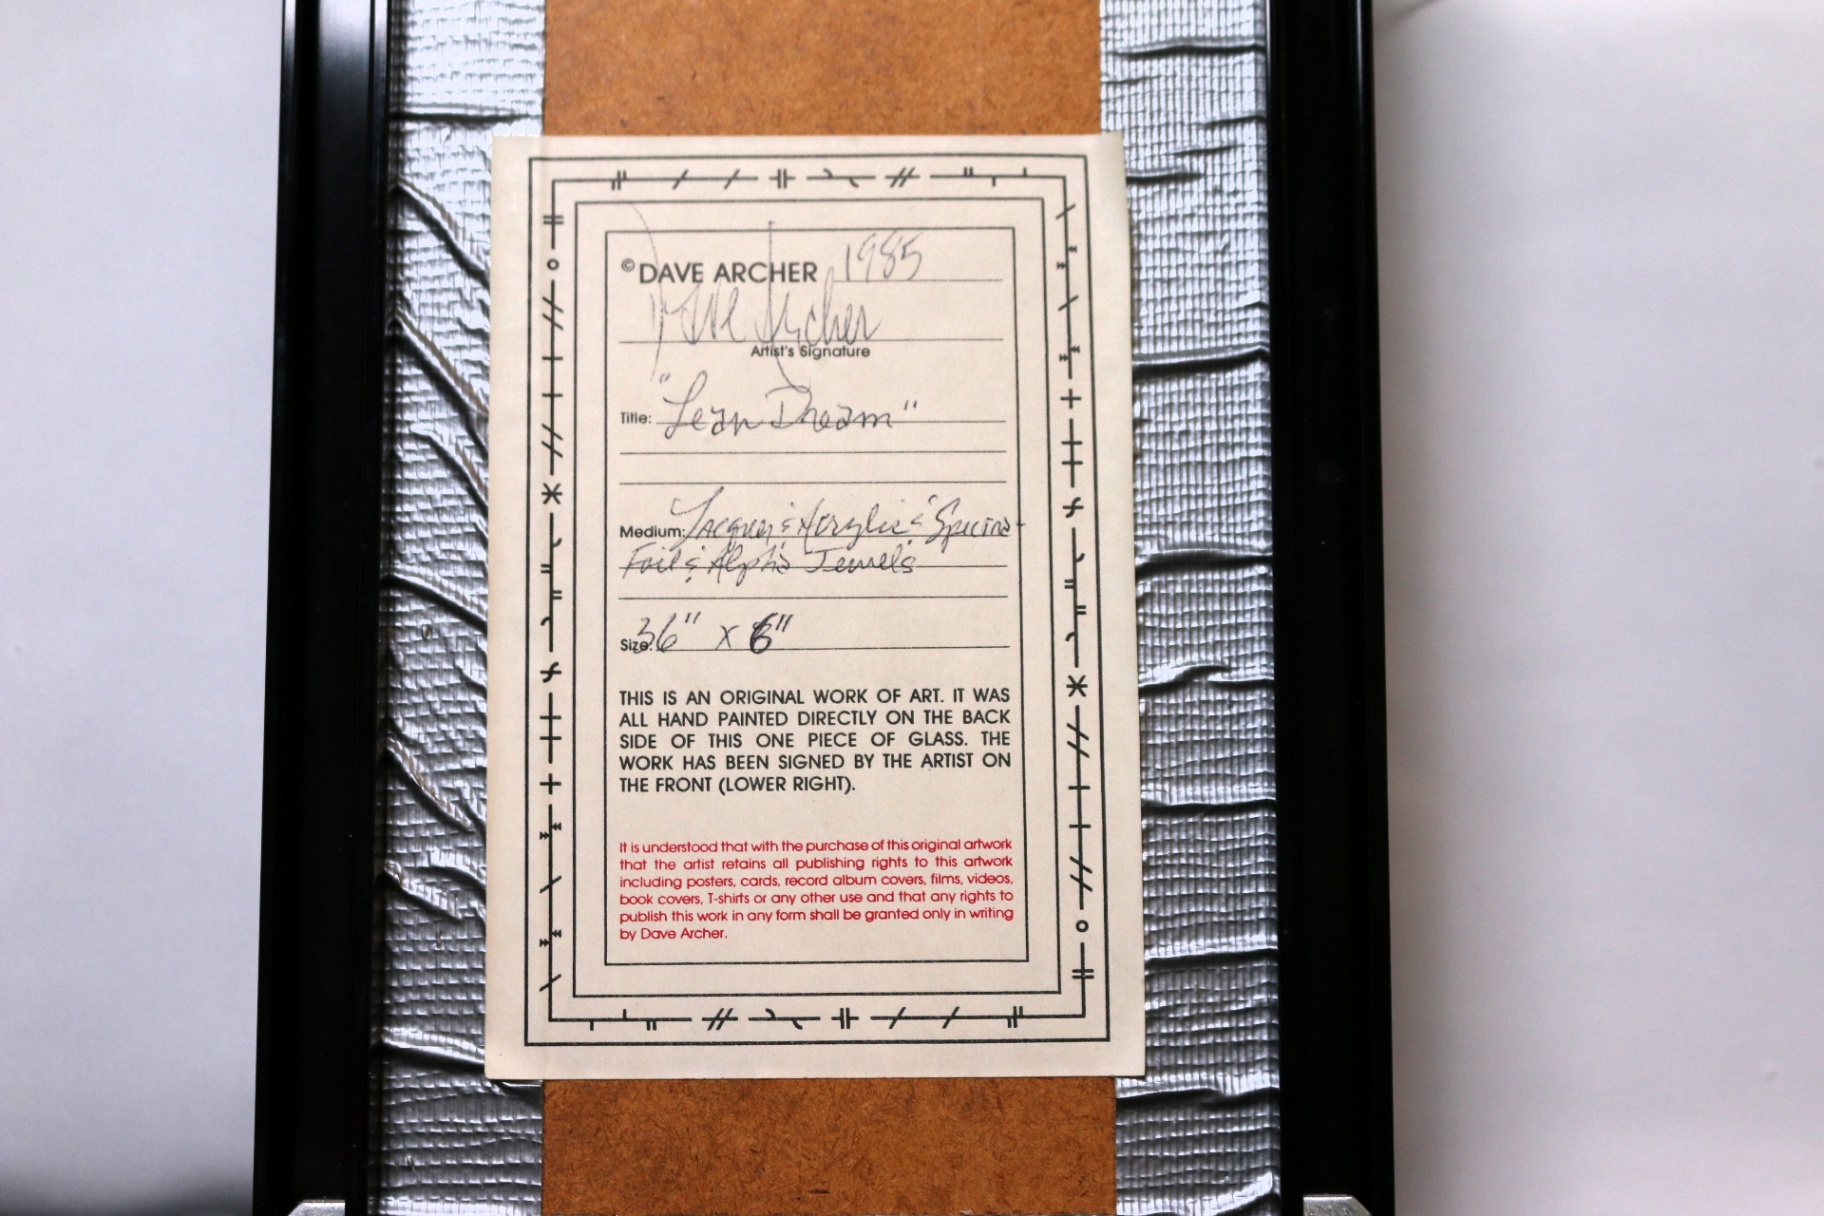 © DAVE ARCHER 1985
Dave Archer
Artist's Signature
Title: "Lean Dream"
Medium: Lacquer & Acrylic & Spectra-
Foil & Alpha Jewels
Size: 36" x 6"
THIS IS AN ORIGINAL WORK OF ART. IT WAS
ALL HAND PAINTED DIRECTLY ON THE BACK
SIDE OF THIS ONE PIECE OF GLASS. THE
WORK HAS BEEN SIGNED BY THE ARTIST ON
THE FRONT (LOWER RIGHT).
It is understood that with the purchase of this original artwork
that the artist retains all publishing rights to this artwork
including posters, cards, record album covers, films, videos,
book covers, T-shirts or any other use and that any rights to
publish this work in any form shall be granted only in writing
by Dave Archer.